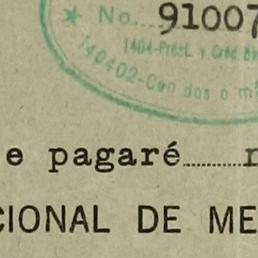 ★ No....91007
1404-Prést. y Créd.
140402-Con dos o m
e pagaré........
CIONAL DE ME